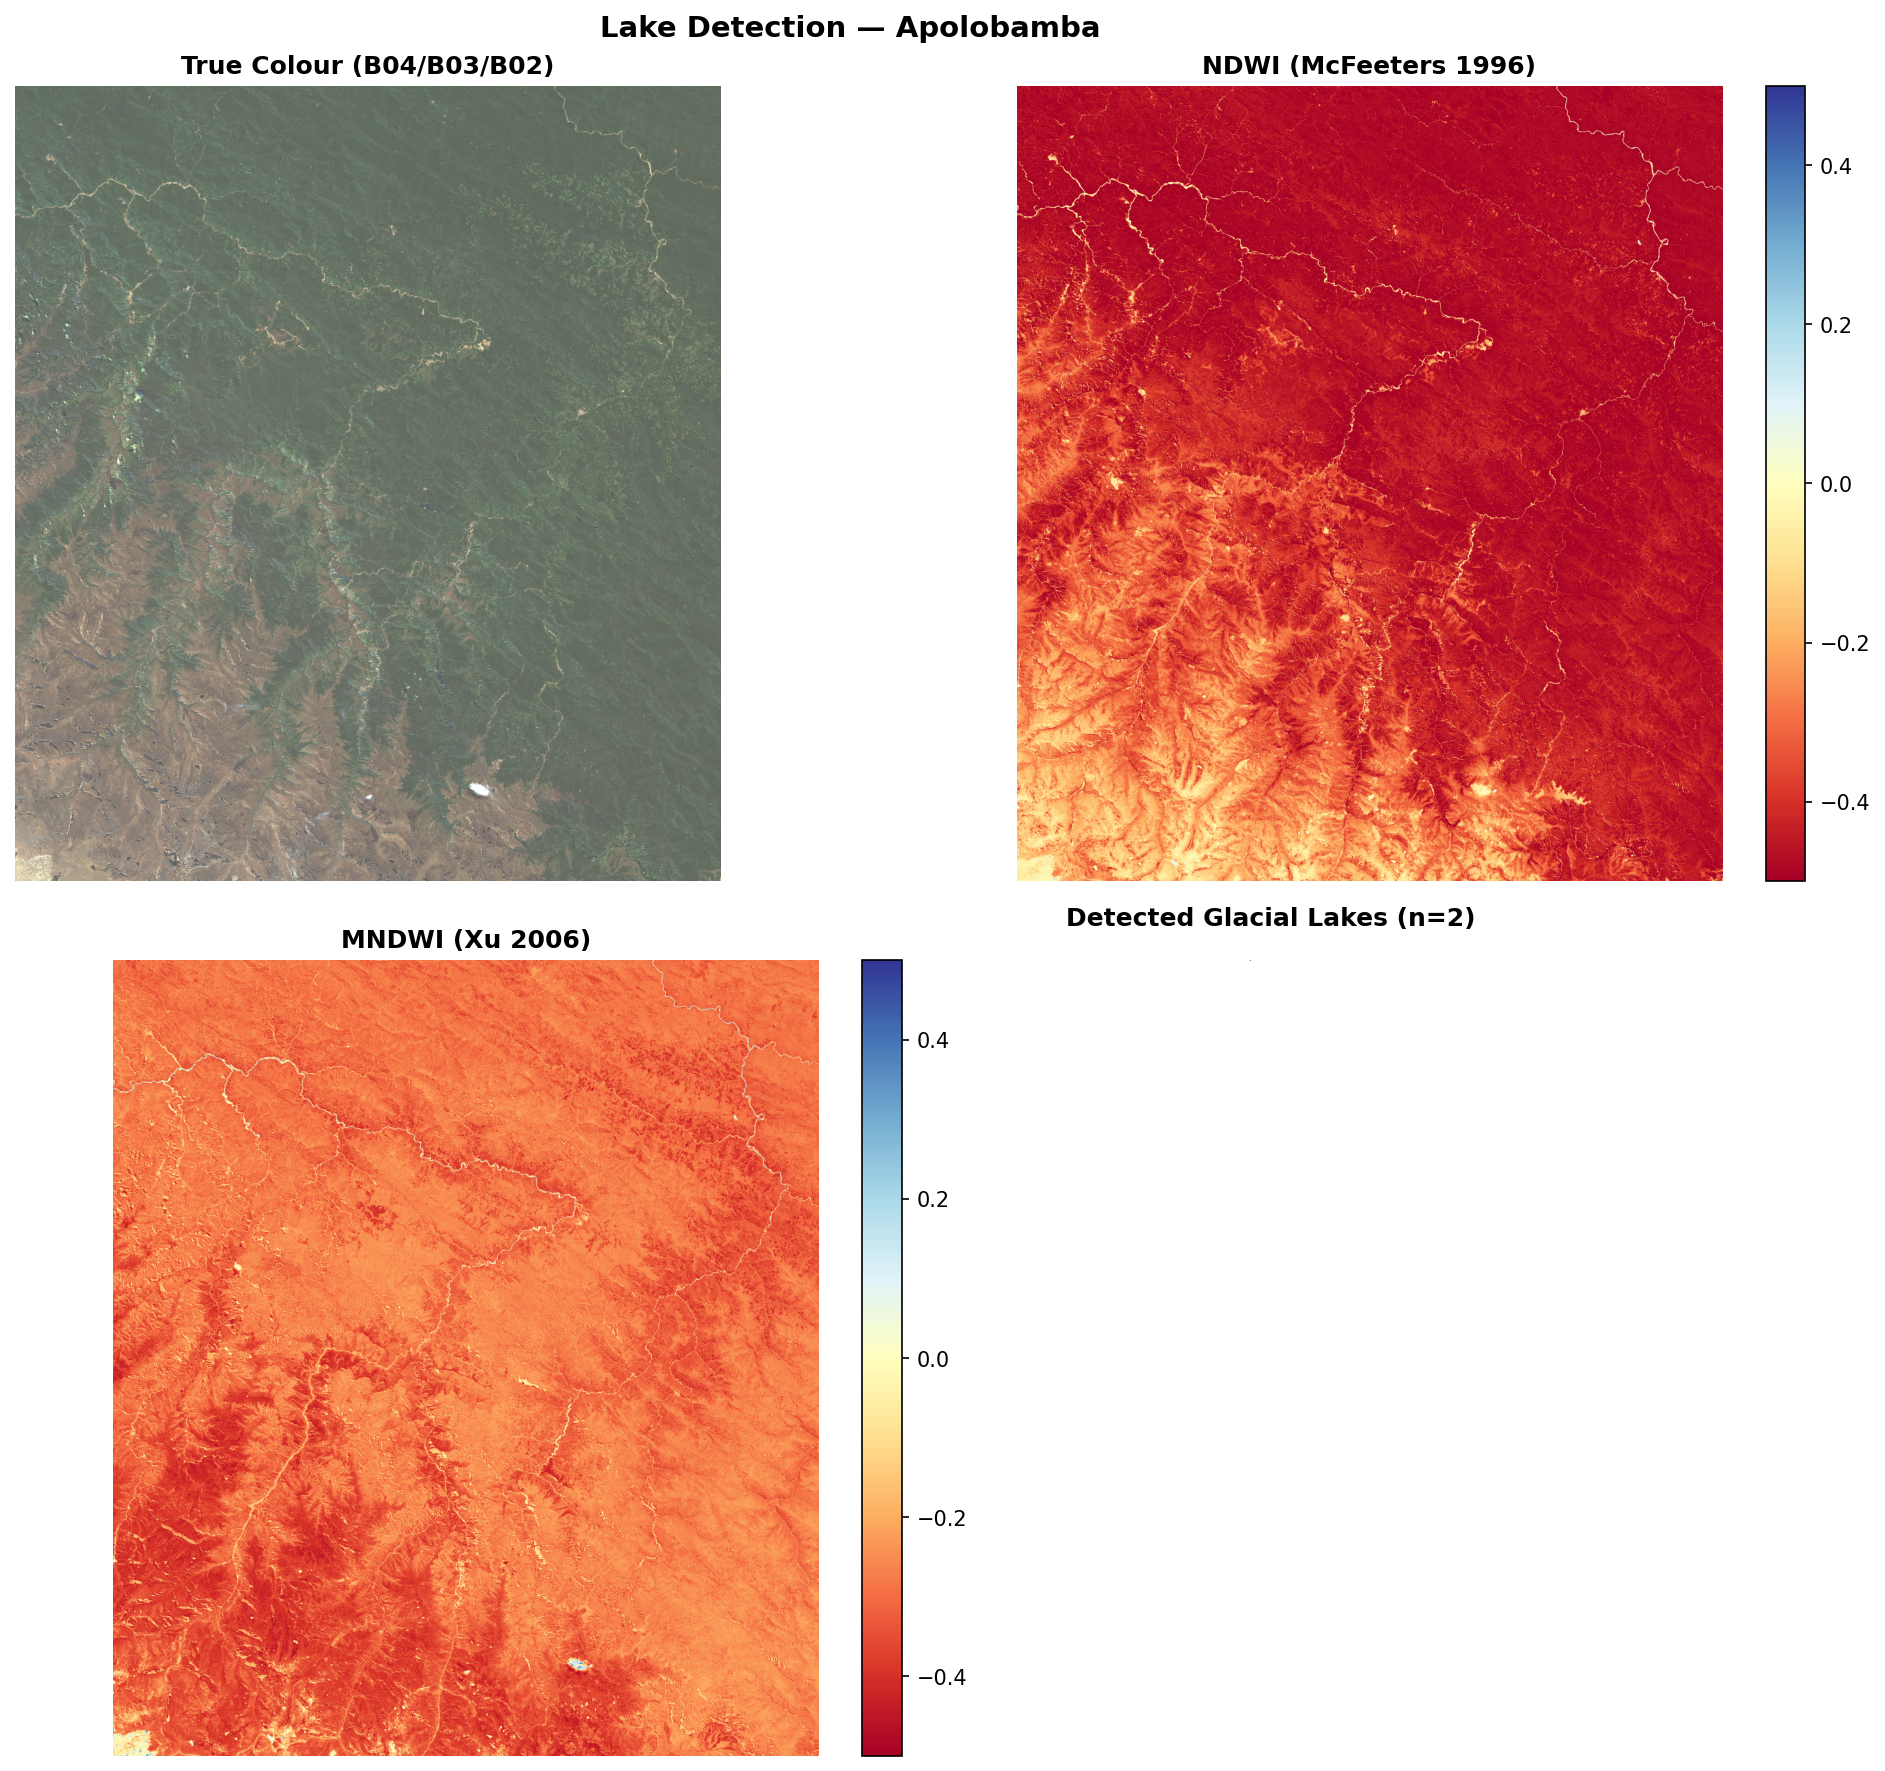 Lake Detection — Apolobamba
True Colour (B04/B03/B02)
NDWI (McFeeters 1996)
0.4
0.2
0.0
−0.2
−0.4
MNDWI (Xu 2006)
0.4
0.2
0.0
−0.2
−0.4
Detected Glacial Lakes (n=2)